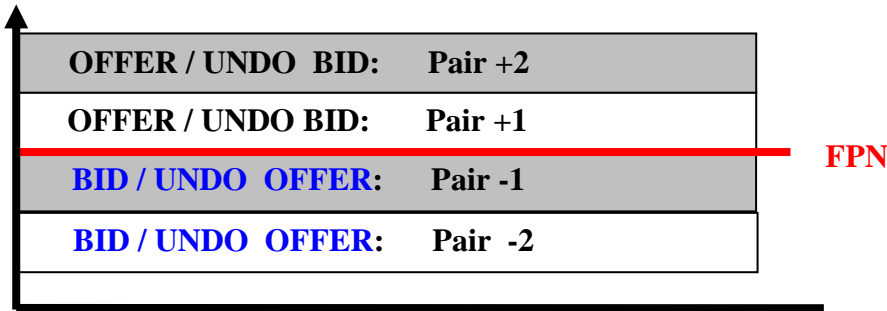 OFFER / UNDO BID: Pair +2
OFFER / UNDO BID: Pair +1
FPN
BID / UNDO OFFER: Pair -1
BID / UNDO OFFER: Pair -2